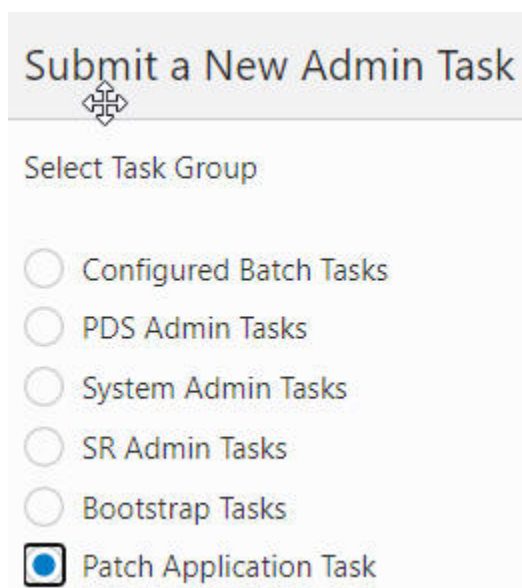 Submit a New Admin Task
Select Task Group
Configured Batch Tasks
PDS Admin Tasks
System Admin Tasks
SR Admin Tasks
Bootstrap Tasks
Patch Application Task